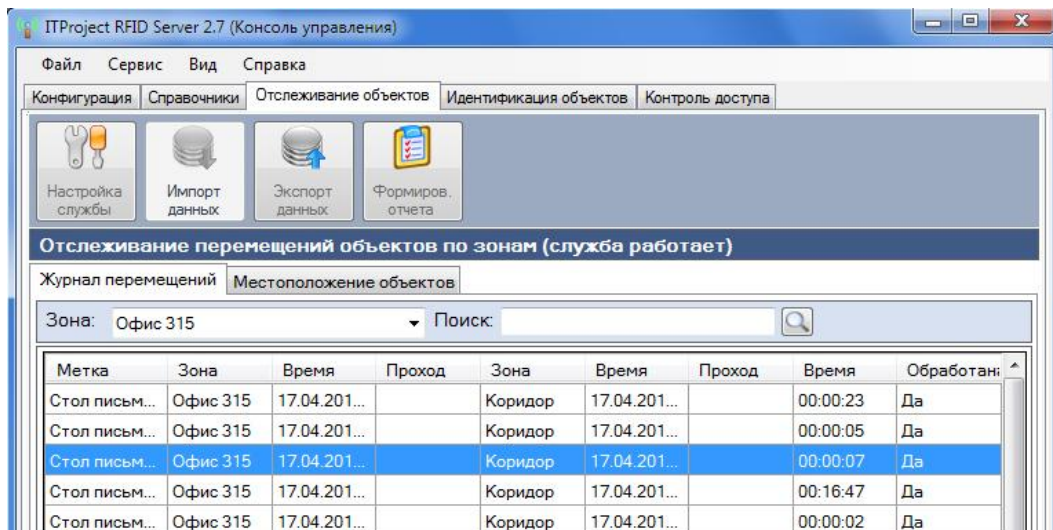 ITProject RFID Server 2.7 (Консоль управления)
Файл Сервис Вид Справка
Конфигурация Справочники Отслеживание объектов Идентификация объектов Контроль доступа
Настройка службы
Импорт данных
Экспорт данных
Формиров. отчета
Отслеживание перемещений объектов по зонам (служба работает)
Журнал перемещений Местоположение объектов
Зона: Офис 315 Поиск:
Метка Зона Время Проход Зона Время Проход Время Обработана
Стол письм... Офис 315 17.04.201... Коридор 17.04.201... 00:00:23 Да
Стол письм... Офис 315 17.04.201... Коридор 17.04.201... 00:00:05 Да
Стол письм... Офис 315 17.04.201... Коридор 17.04.201... 00:00:07 Да
Стол письм... Офис 315 17.04.201... Коридор 17.04.201... 00:16:47 Да
Стол письм... Офис 315 17.04.201... Коридор 17.04.201... 00:00:02 Да